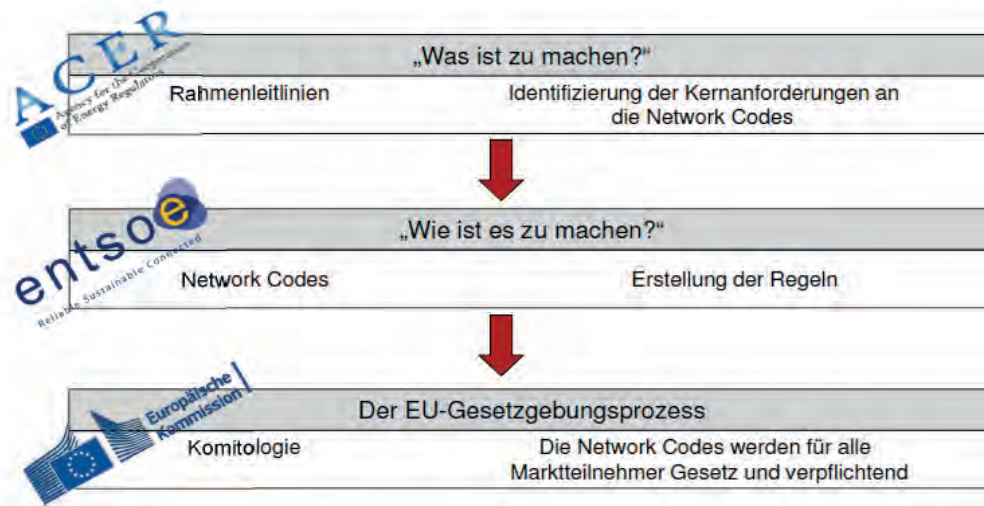 ACER
Agency for the Cooperation
of Energy Regulators
„Was ist zu machen?“
Rahmenleitlinien
Identifizierung der Kernanforderungen an
die Network Codes
entsoe
Reliable Sustainable Connected
„Wie ist es zu machen?“
Network Codes
Erstellung der Regeln
Europäische
Kommission
Der EU-Gesetzgebungsprozess
Komitologie
Die Network Codes werden für alle
Marktteilnehmer Gesetz und verpflichtend